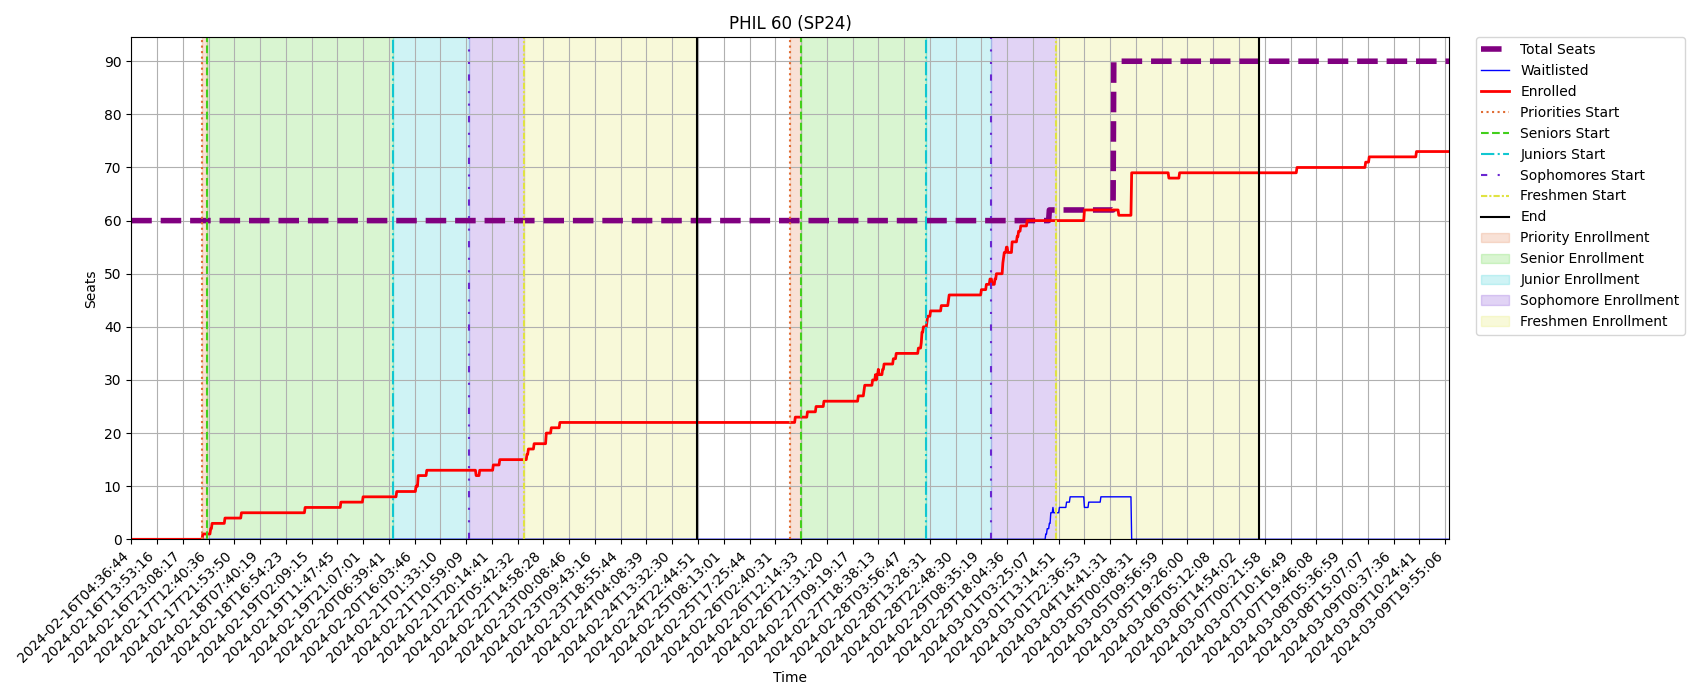 PHIL 60 (SP24)
Seats
90
80
70
60
50
40
30
20
10
0
2024-02-16T04:36:44
2024-02-16T13:53:16
2024-02-16T23:08:17
2024-02-17T12:40:36
2024-02-17T21:53:50
2024-02-18T07:40:19
2024-02-18T16:54:23
2024-02-19T02:09:15
2024-02-19T11:47:45
2024-02-19T21:07:01
2024-02-20T06:39:41
2024-02-20T16:03:46
2024-02-21T01:33:10
2024-02-21T10:59:09
2024-02-21T20:14:41
2024-02-22T05:42:32
2024-02-22T14:58:28
2024-02-23T00:08:46
2024-02-23T09:43:16
2024-02-23T18:55:44
2024-02-24T04:08:39
2024-02-24T13:32:30
2024-02-24T22:44:51
2024-02-25T08:13:01
2024-02-25T17:25:44
2024-02-26T02:40:31
2024-02-26T12:14:33
2024-02-26T21:31:20
2024-02-27T09:19:17
2024-02-27T18:38:13
2024-02-28T03:56:47
2024-02-28T13:28:31
2024-02-28T22:48:30
2024-02-29T08:35:19
2024-02-29T18:04:36
2024-03-01T03:25:07
2024-03-01T13:14:51
2024-03-01T22:36:53
2024-03-04T14:41:31
2024-03-05T00:08:31
2024-03-05T09:56:59
2024-03-05T19:26:00
2024-03-06T05:12:08
2024-03-06T14:54:02
2024-03-07T00:21:58
2024-03-07T10:16:49
2024-03-07T19:46:08
2024-03-08T05:36:59
2024-03-08T15:07:07
2024-03-09T00:37:36
2024-03-09T10:24:41
2024-03-09T19:55:06
Time
Total Seats
Waitlisted
Enrolled
Priorities Start
Seniors Start
Juniors Start
Sophomores Start
Freshmen Start
End
Priority Enrollment
Senior Enrollment
Junior Enrollment
Sophomore Enrollment
Freshmen Enrollment